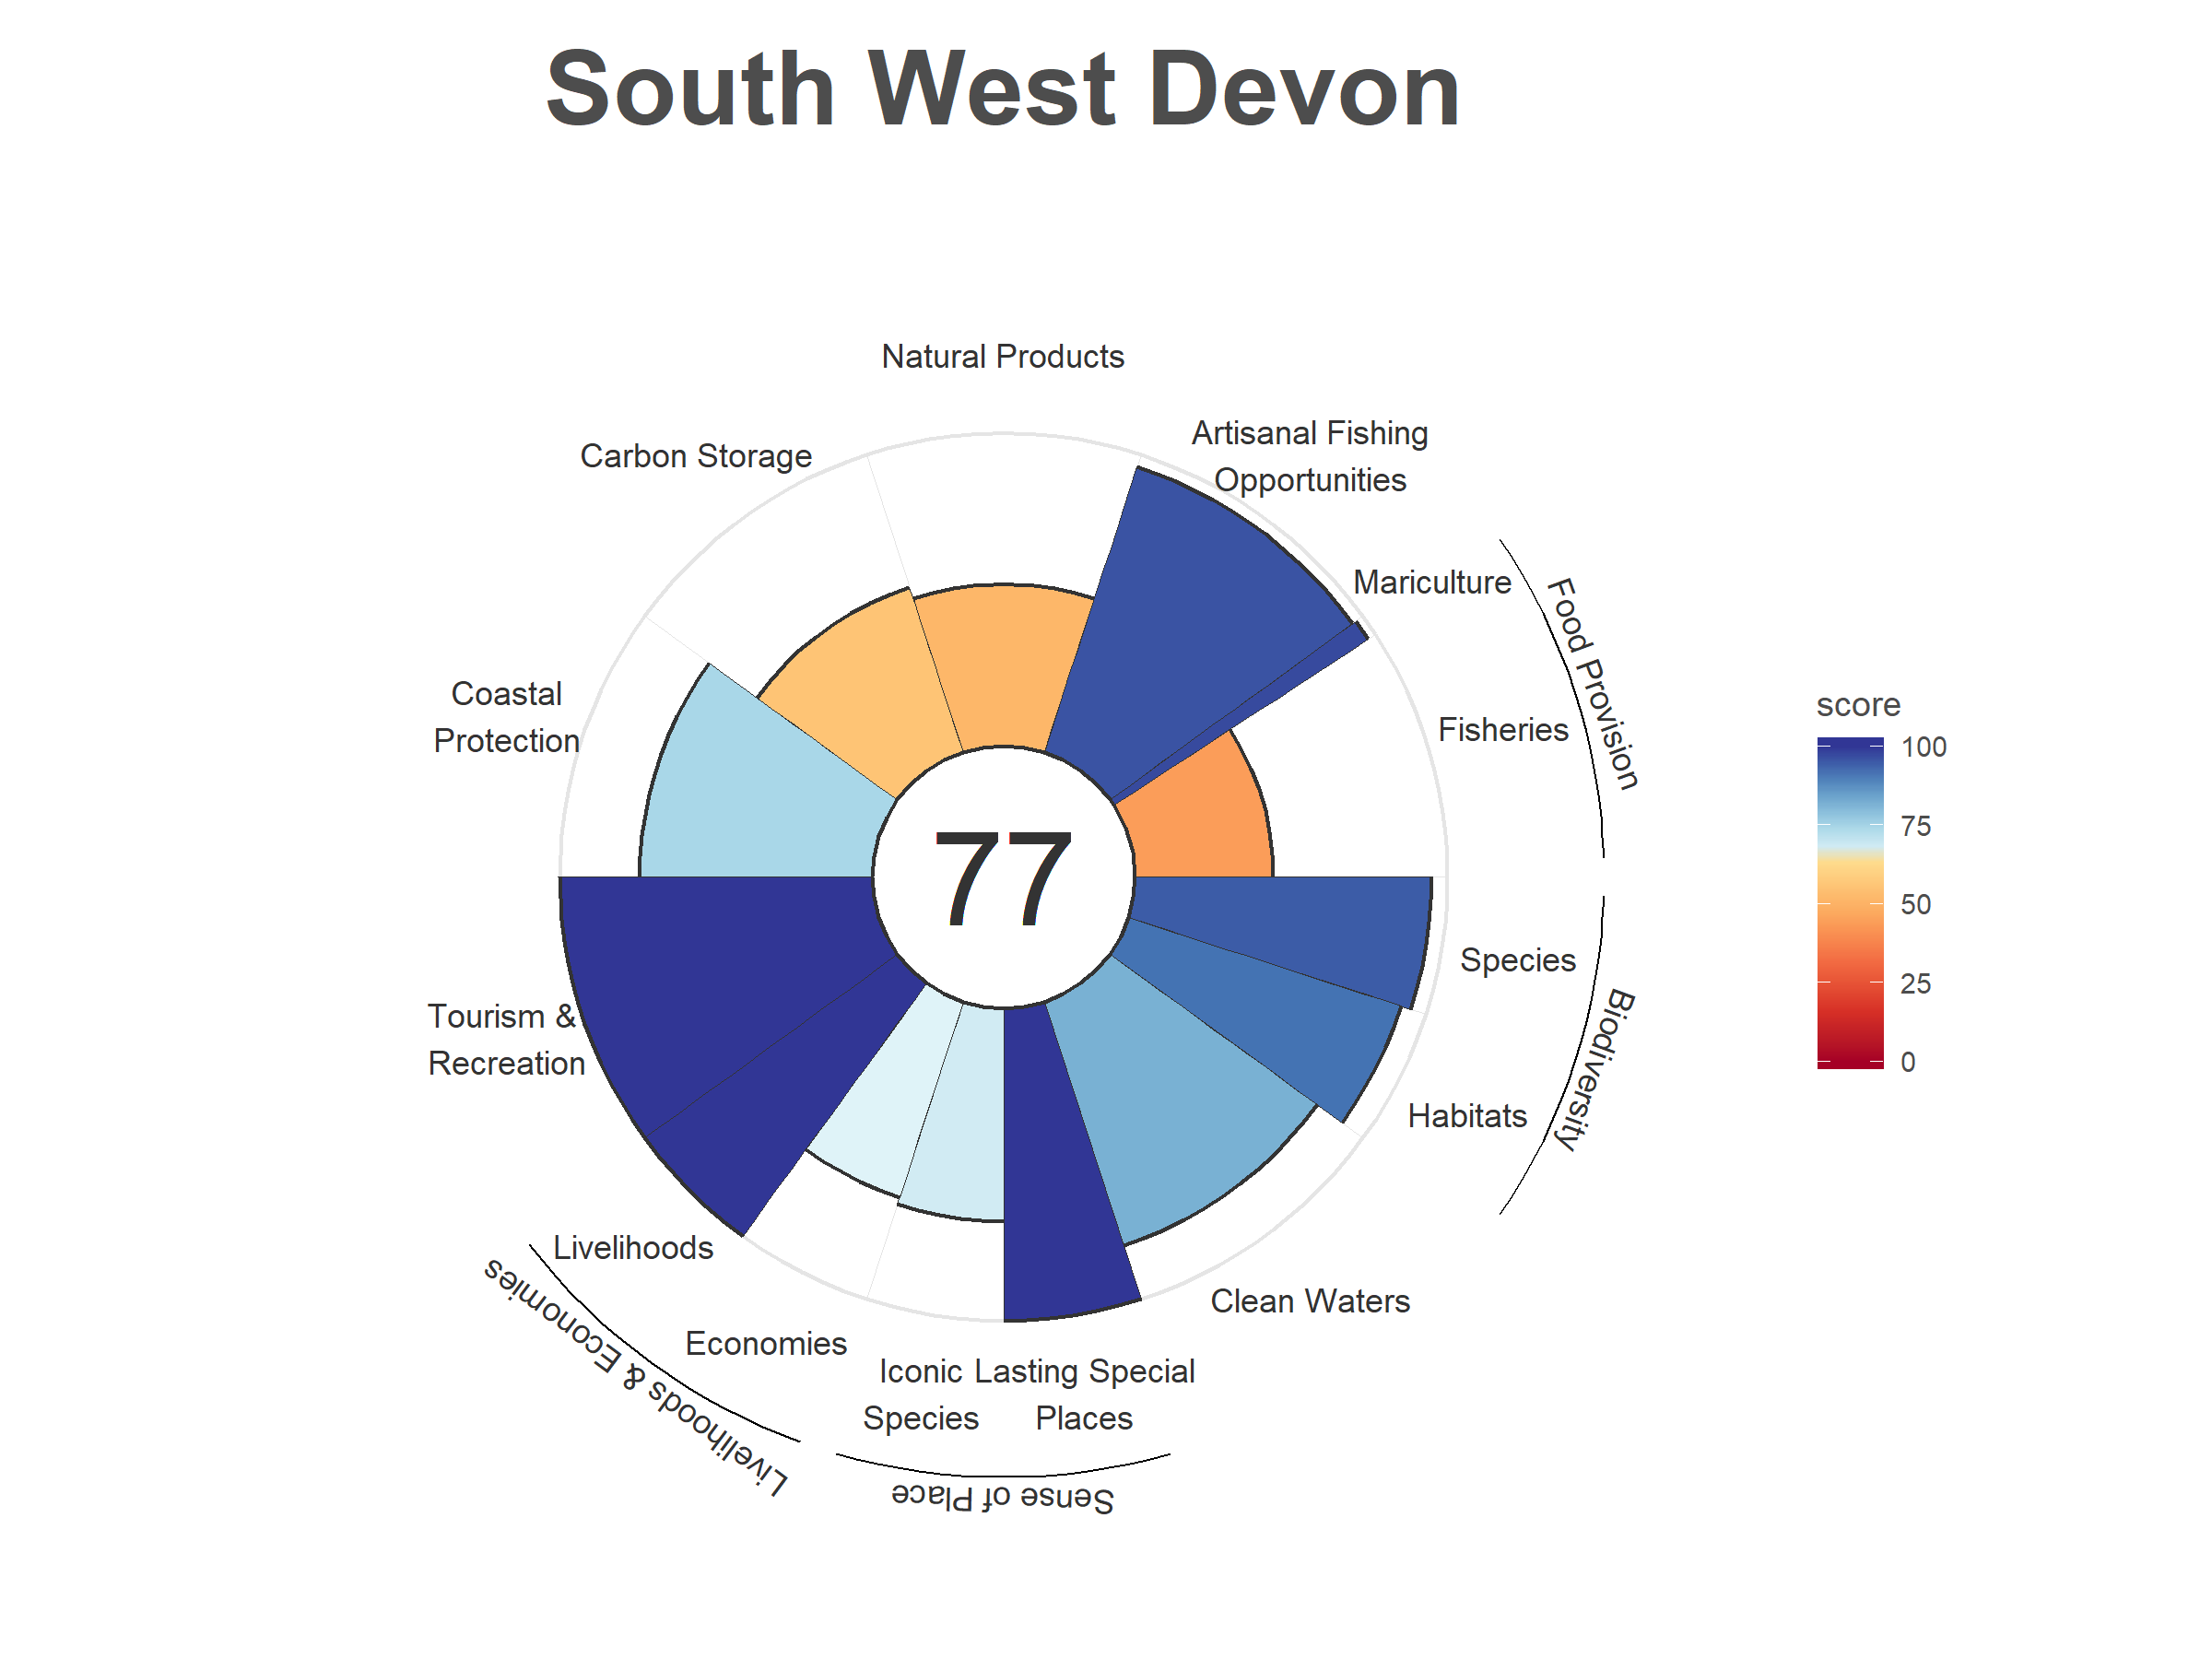 South West Devon
Natural Products
Artisanal Fishing
Opportunities
Carbon Storage
Mariculture
Food Provision
Coastal
Protection
Fisheries
score
100
75
50
25
0
77
Species
Biodiversity
Tourism &
Recreation
Habitats
Livelihoods
Clean Waters
Economies
Livelihoods & Economies
Iconic
Species
Lasting Special
Places
Sense of Place